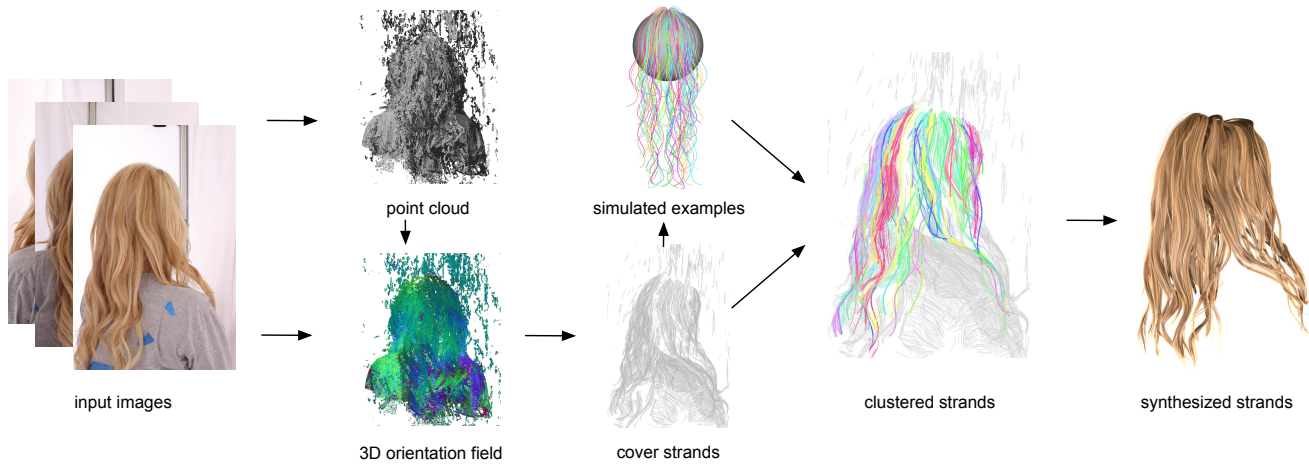 point cloud
simulated examples
input images
clustered strands
synthesized strands
3D orientation field
cover strands